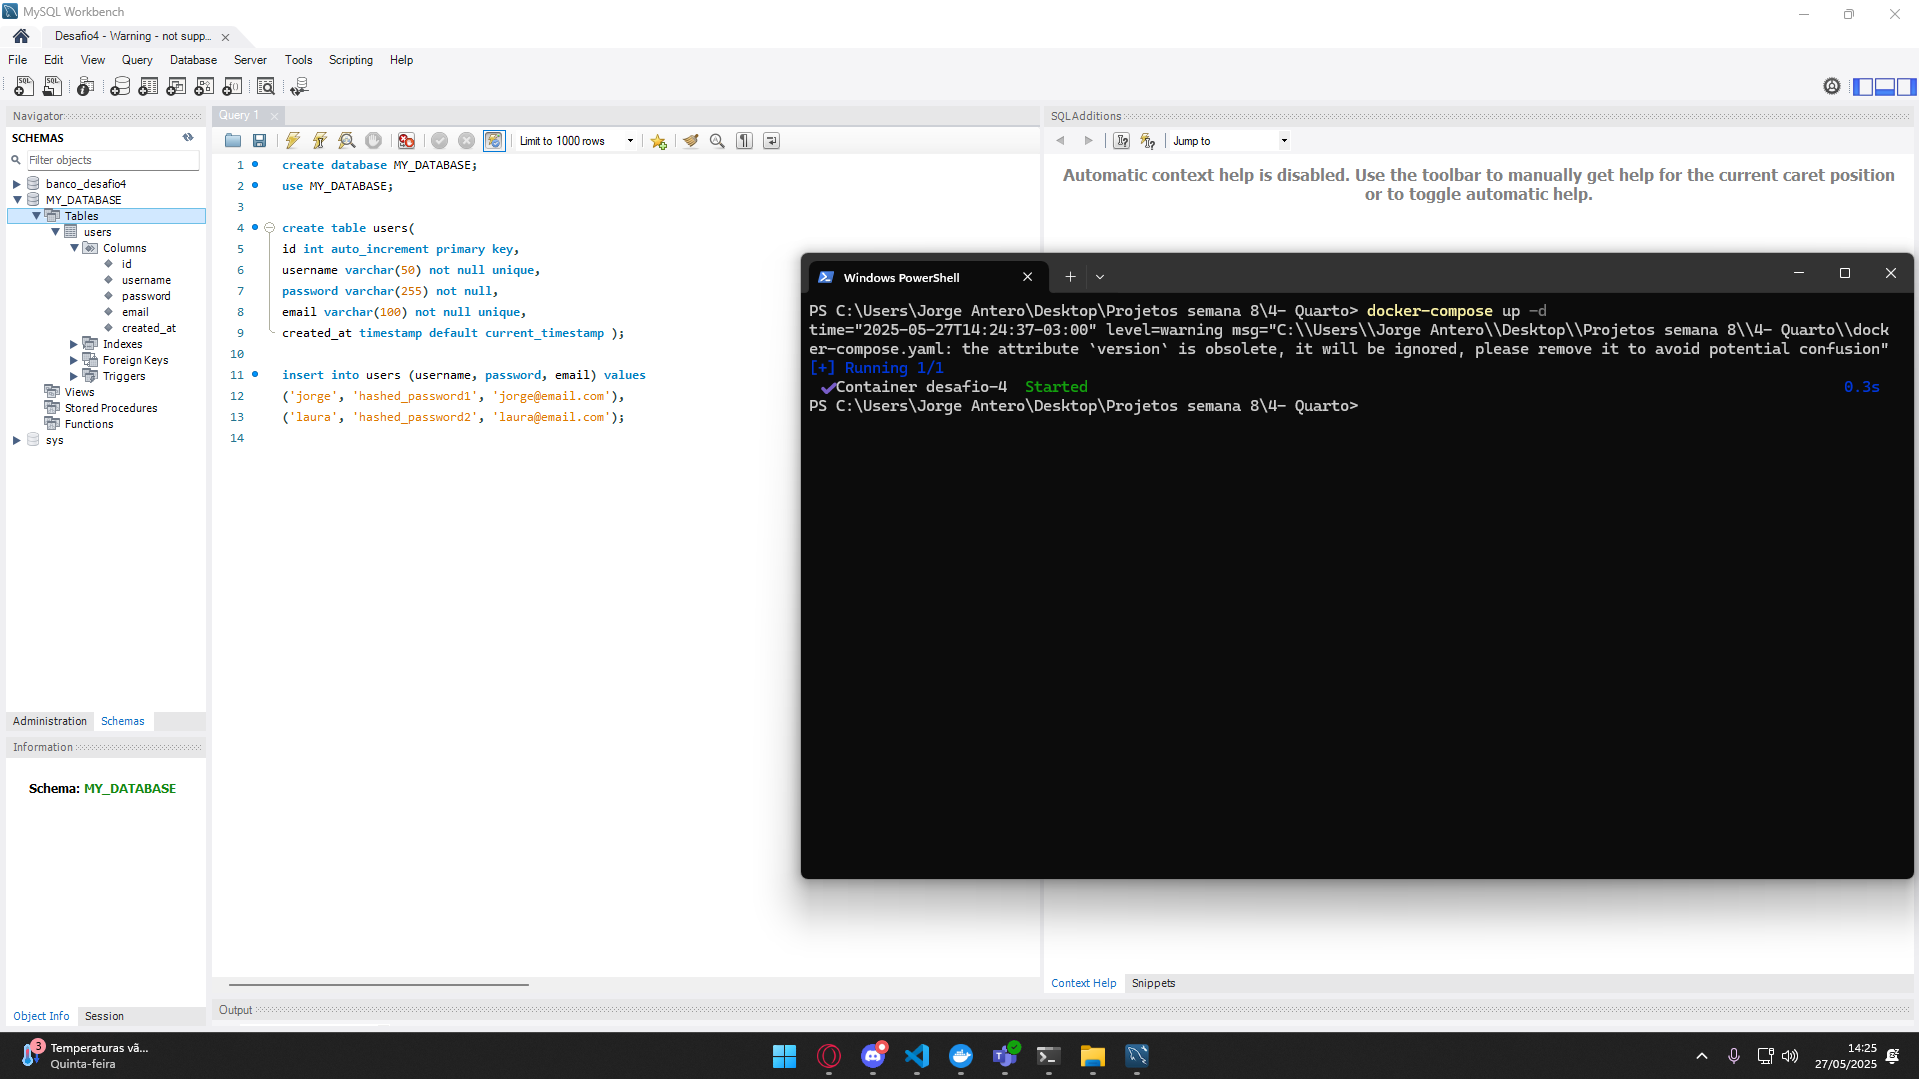 MySQL Workbench
Desafio4 - Warning - not supp...
File Edit View Query Database Server Tools Scripting Help
Navigator
SCHEMAS
Filter objects
banco_desafio4
MY_DATABASE
Tables
users
Columns
id
username
password
email
created_at
Indexes
Foreign Keys
Triggers
Views
Stored Procedures
Functions
sys
Administration Schemas
Information
Schema: MY_DATABASE
Object Info Session
Query 1
Limit to 1000 rows
1 create database MY_DATABASE;
2 use MY_DATABASE;
3
4 create table users(
5 id int auto_increment primary key,
6 username varchar(50) not null unique,
7 password varchar(255) not null,
8 email varchar(100) not null unique,
9 created_at timestamp default current_timestamp );
10
11 insert into users (username, password, email) values
12 ('jorge', 'hashed_password1', 'jorge@email.com'),
13 ('laura', 'hashed_password2', 'laura@email.com');
14
Output
SQLAdditions
Jump to
Automatic context help is disabled. Use the toolbar to manually get help for the current caret position
or to toggle automatic help.
Windows PowerShell
PS C:\Users\Jorge Antero\Desktop\Projetos semana 8\4- Quarto> docker-compose up -d
time="2025-05-27T14:24:37-03:00" level=warning msg="C:\\Users\\Jorge Antero\\Desktop\\Projetos semana 8\\4- Quarto\\dock
er-compose.yaml: the attribute `version` is obsolete, it will be ignored, please remove it to avoid potential confusion"
[+] Running 1/1
✔Container desafio-4 Started 0.3s
PS C:\Users\Jorge Antero\Desktop\Projetos semana 8\4- Quarto>
Context Help Snippets
3
Temperaturas vã...
Quinta-feira
14:25
27/05/2025